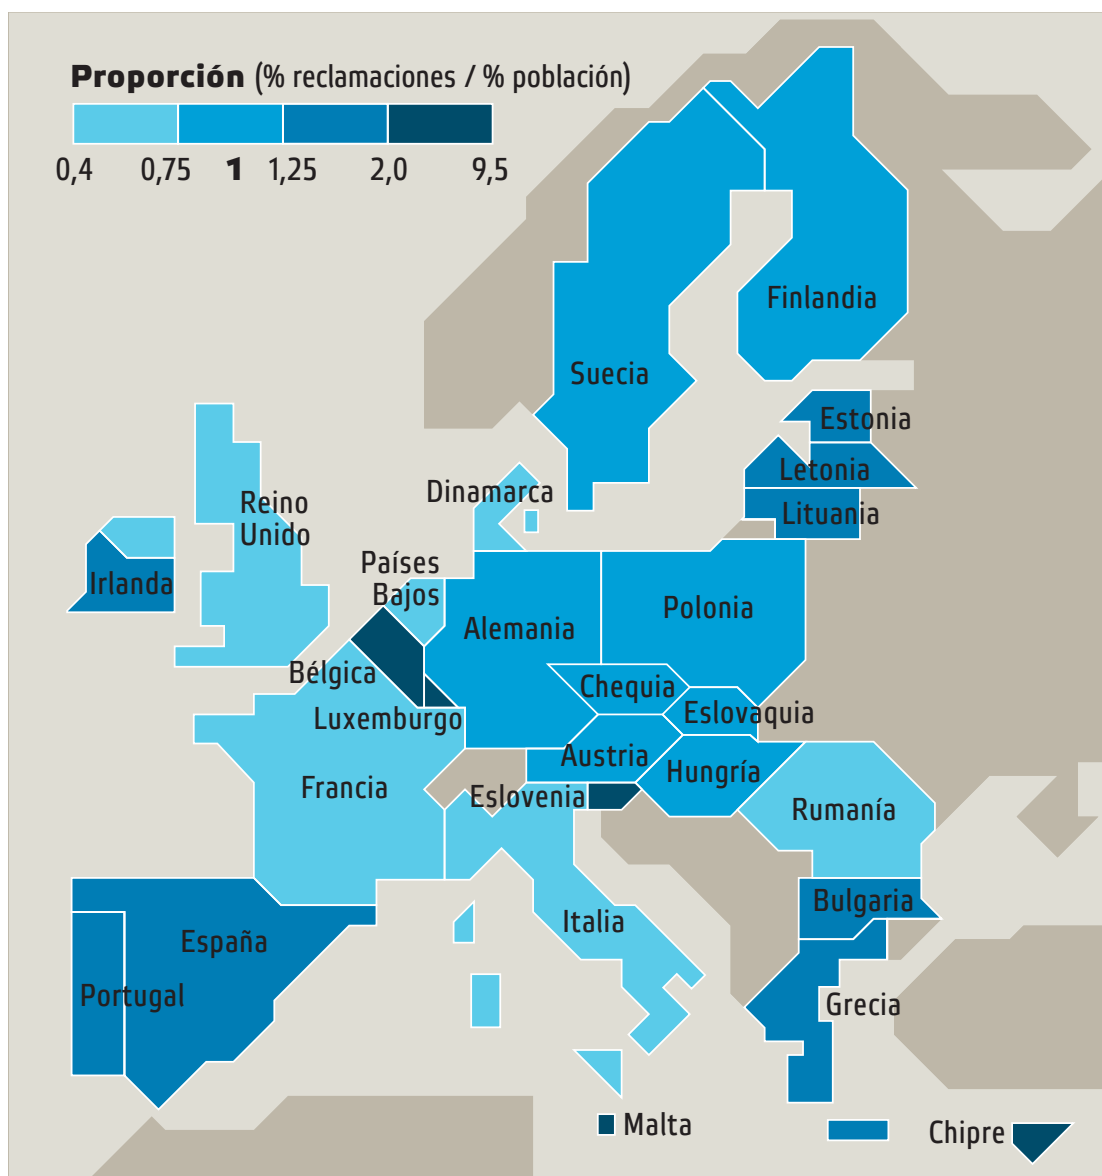 Proporción (% reclamaciones / % población)
0,4 0,75 1 1,25 2,0 9,5
Finlandia
Suecia
Estonia
Letonia
Lituania
Dinamarca
Reino
Unido
Irlanda
Países
Bajos
Alemania
Polonia
Bélgica
Luxemburgo
Chequia
Eslovaquia
Austria
Hungría
Francia
Eslovenia
Rumanía
Bulgaria
Italia
España
Portugal
Grecia
Malta
Chipre